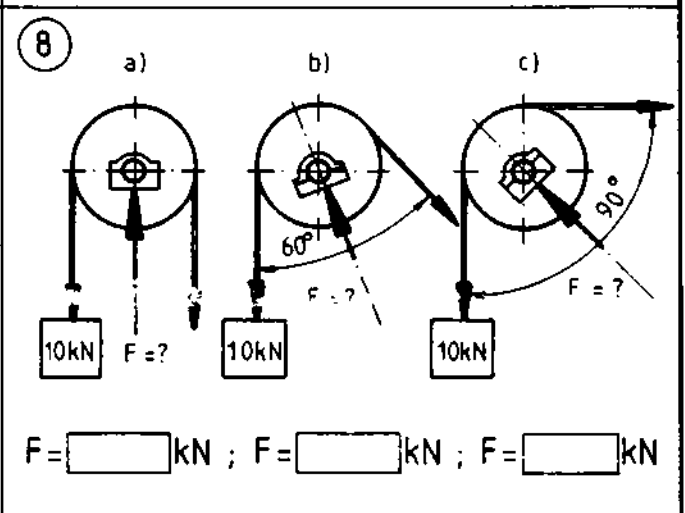 8
a) b) c)
60°
90°
F = ? F = ? F = ?
10kN 10kN 10kN
F = kN ; F = kN ; F = kN